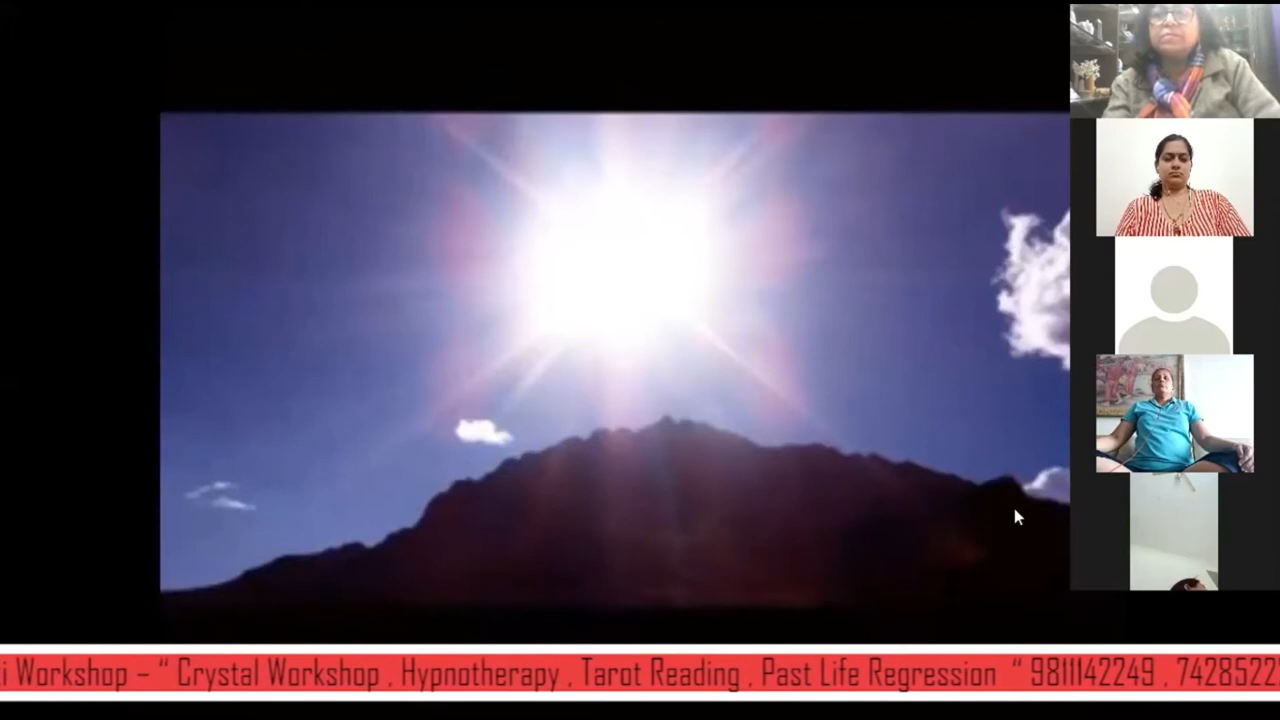 i Workshop – “ Crystal Workshop , Hypnotherapy , Tarot Reading , Past Life Regression “ 9811142249 , 7428522